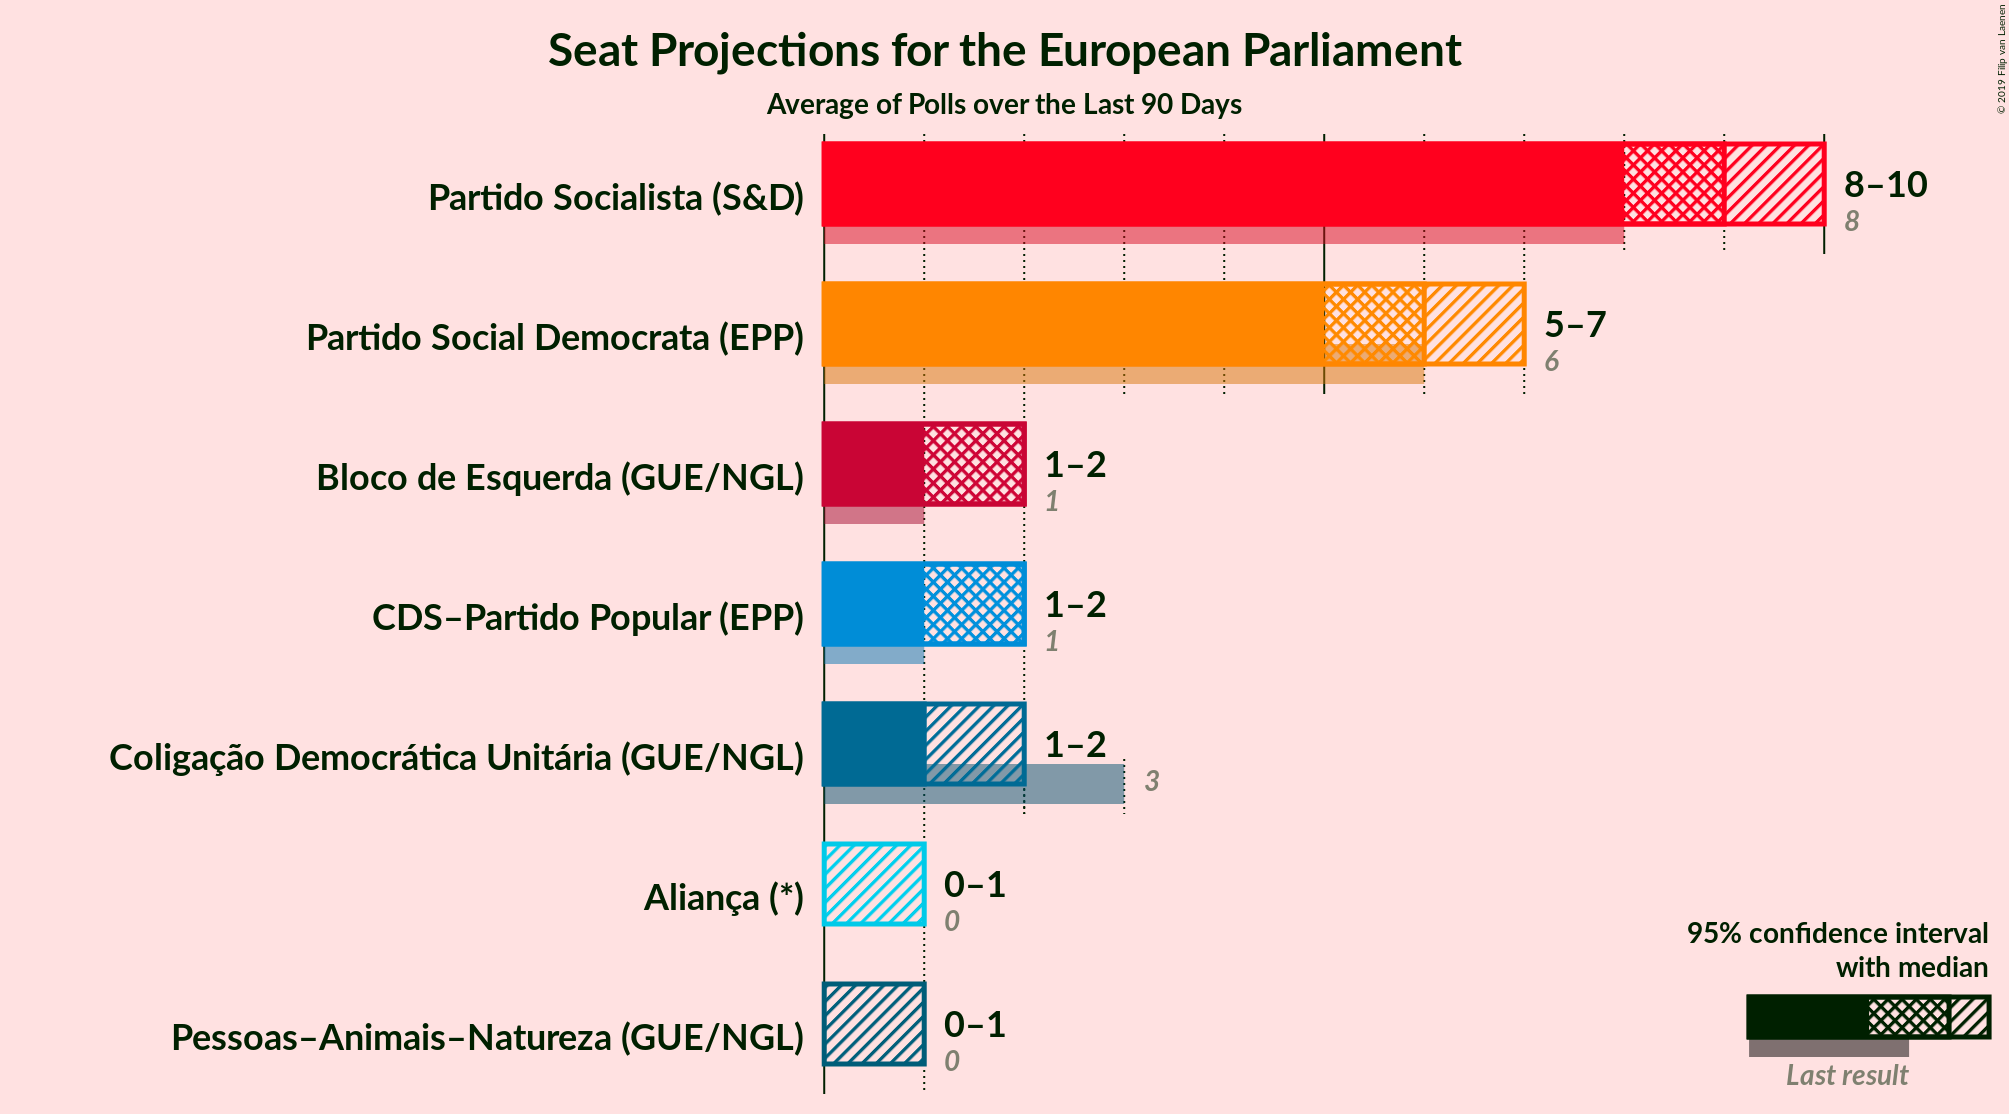 Seat Projections for the European Parliament
Average of Polls over the Last 90 Days
© 2019 Filip van Laenen
Partido Socialista (S&D)
8–10
8
Partido Social Democrata (EPP)
5–7
6
Bloco de Esquerda (GUE/NGL)
1–2
1
CDS–Partido Popular (EPP)
1–2
1
Coligação Democrática Unitária (GUE/NGL)
1–2
3
Aliança (*)
0–1
0
Pessoas–Animais–Natureza (GUE/NGL)
0–1
0
95% confidence interval
with median
Last result